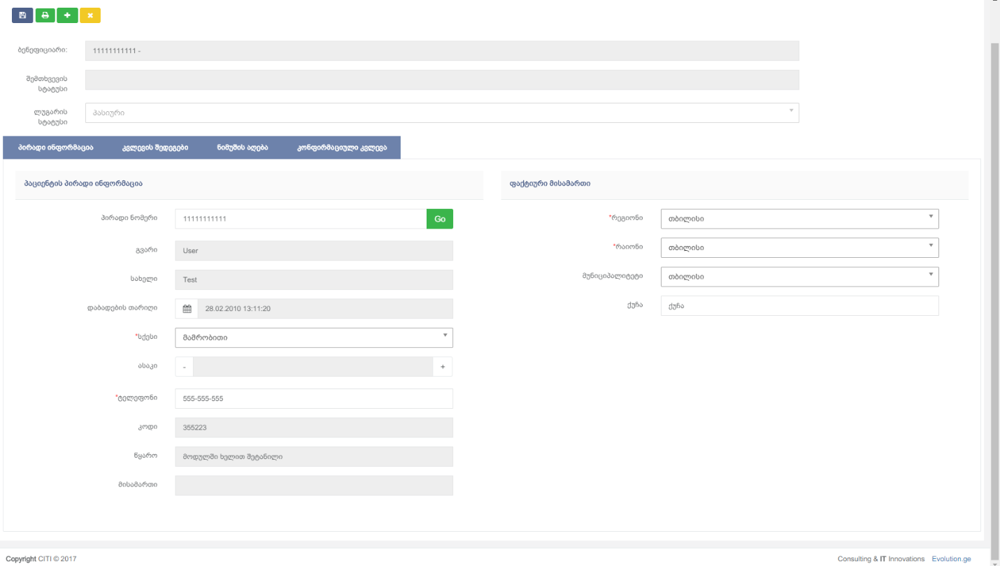 ბენეფიციარი:
11111111111 -
შემთხვევის
სტატუსი
ლუგარის
სტატუსი
პასიური
პირადი ინფორმაცია
კვლევის შედეგები
ნიმუშის აღება
კონფირმაციული კვლევა
პაციენტის პირადი ინფორმაცია
ფაქტიური მისამართი
პირადი ნომერი
11111111111
Go
*რეგიონი
თბილისი
გვარი
User
*რაიონი
თბილისი
სახელი
Test
მუნიციპალიტეტი
თბილისი
დაბადების თარიღი
28.02.2010 13:11:20
ქუჩა
ქუჩა
*სქესი
მამრობითი
ასაკი
-
+
*ტელეფონი
555-555-555
კოდი
355223
წყარო
მოდულში ხელით შეტანილი
მისამართი
Copyright CITI © 2017
Consulting & IT Innovations Evolution.ge